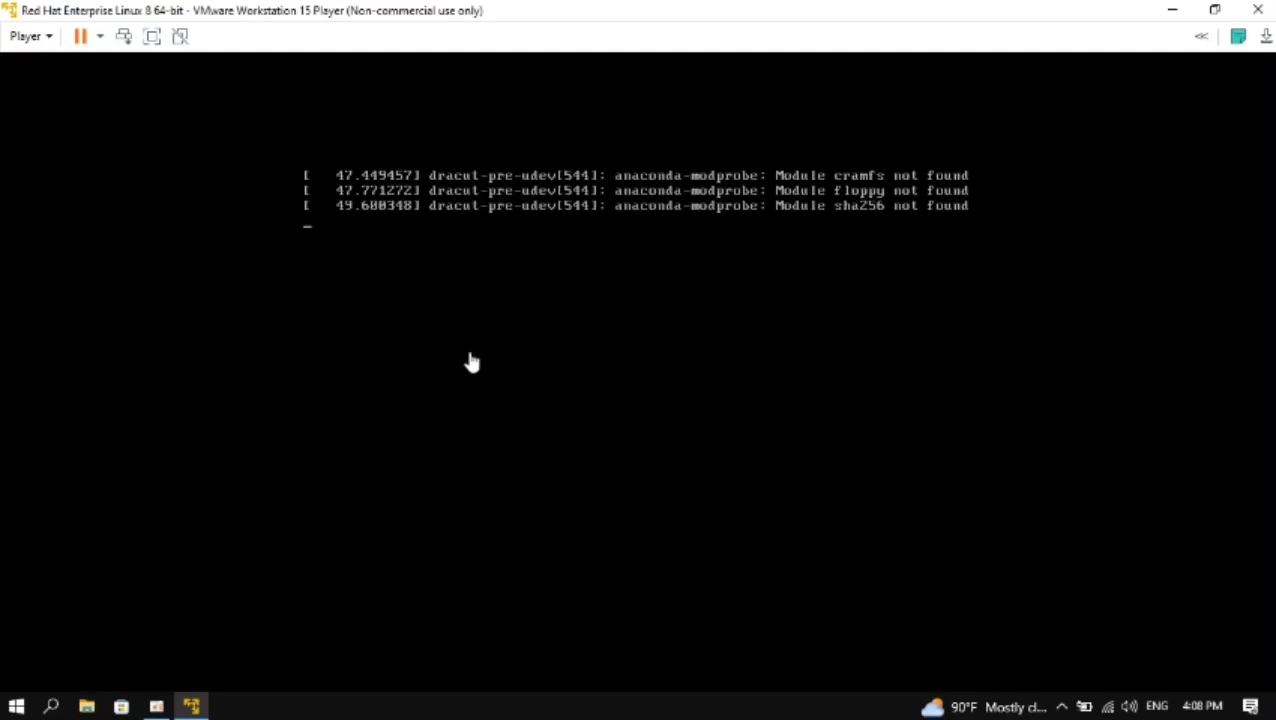 Red Hat Enterprise Linux 8 64-bit - VMware Workstation 15 Player (Non-commercial use only)
Player
[   47.449457] dracut-pre-udev[544]: anaconda-modprobe: Module cramfs not found
[   47.771272] dracut-pre-udev[544]: anaconda-modprobe: Module floppy not found
[   49.600348] dracut-pre-udev[544]: anaconda-modprobe: Module sha256 not found
_
90°F Mostly cl... ENG 4:08 PM